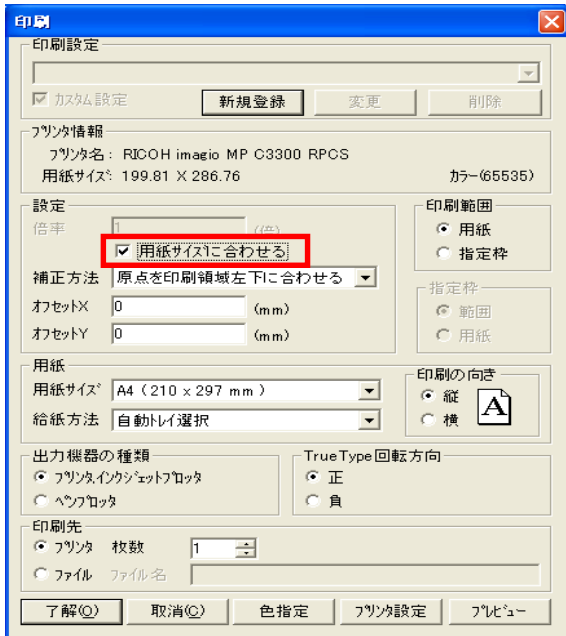 印刷
印刷設定
カスタム設定 新規登録 変更 削除
プリンタ情報
プリンタ名: RICOH imagio MP C3300 RPCS
用紙サイズ: 199.81 X 286.76 カラー(65535)
設定
倍率 1 (倍)
用紙サイズに合わせる
補正方法 原点を印刷領域左下に合わせる
オフセットX 0 (mm)
オフセットY 0 (mm)
印刷範囲
用紙
指定枠
指定枠
範囲
用紙
用紙
用紙サイズ A4 (210 x 297 mm)
給紙方法 自動トレイ選択
印刷の向き
縦
横
A
出力機器の種類
プリンタ,インクジェットプロッタ
ペンプロッタ
TrueType回転方向
正
負
印刷先
プリンタ 枚数 1
ファイル ファイル名
了解(O) 取消(C) 色指定 プリンタ設定 プレビュー